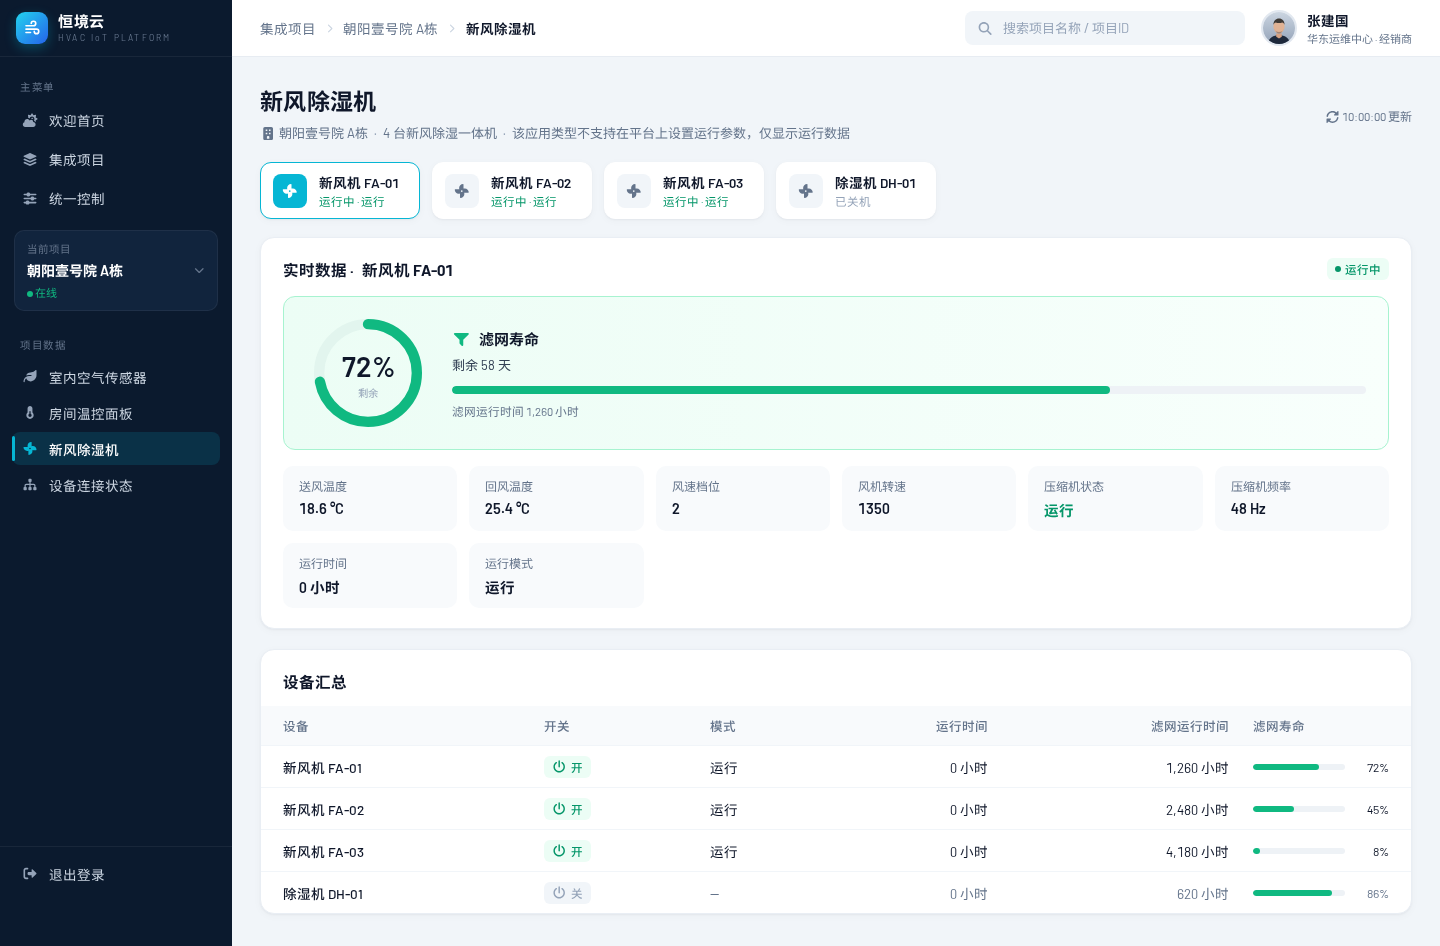 恒境云
HVAC IoT PLATFORM
主菜单
欢迎首页
集成项目
统一控制
当前项目
朝阳壹号院 A栋
在线
项目数据
室内空气传感器
房间温控面板
新风除湿机
设备连接状态
退出登录
集成项目 > 朝阳壹号院 A栋 > 新风除湿机
搜索项目名称 / 项目ID
张建国
华东运维中心 · 经销商
新风除湿机
朝阳壹号院 A栋 · 4 台新风除湿一体机 · 该应用类型不支持在平台上设置运行参数，仅显示运行数据
10:00:00 更新
新风机 FA-01
运行中 · 运行
新风机 FA-02
运行中 · 运行
新风机 FA-03
运行中 · 运行
除湿机 DH-01
已关机
实时数据 · 新风机 FA-01
运行中
72%
剩余
滤网寿命
剩余 58 天
滤网运行时间 1,260 小时
送风温度
18.6 °C
回风温度
25.4 °C
风速档位
2
风机转速
1350
压缩机状态
运行
压缩机频率
48 Hz
运行时间
0 小时
运行模式
运行
设备汇总
设备 开关 模式 运行时间 滤网运行时间 滤网寿命
新风机 FA-01 开 运行 0 小时 1,260 小时 72%
新风机 FA-02 开 运行 0 小时 2,480 小时 45%
新风机 FA-03 开 运行 0 小时 4,180 小时 8%
除湿机 DH-01 关 — 0 小时 620 小时 86%